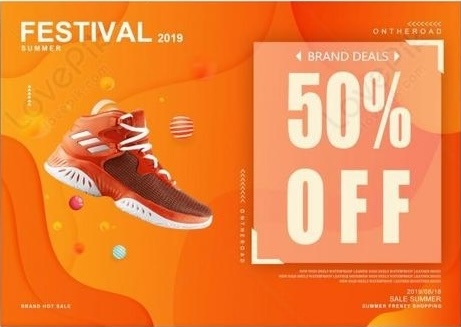 FESTIVAL 2019
SUMMER
<<<<<<<<
ONTHEROAD
BRAND DEALS
50%
OFF
ONTHEROAD
2019/08/18
SALE SUMMER
SUMMER FRENZY SHOPPING
BRAND HOT SALE